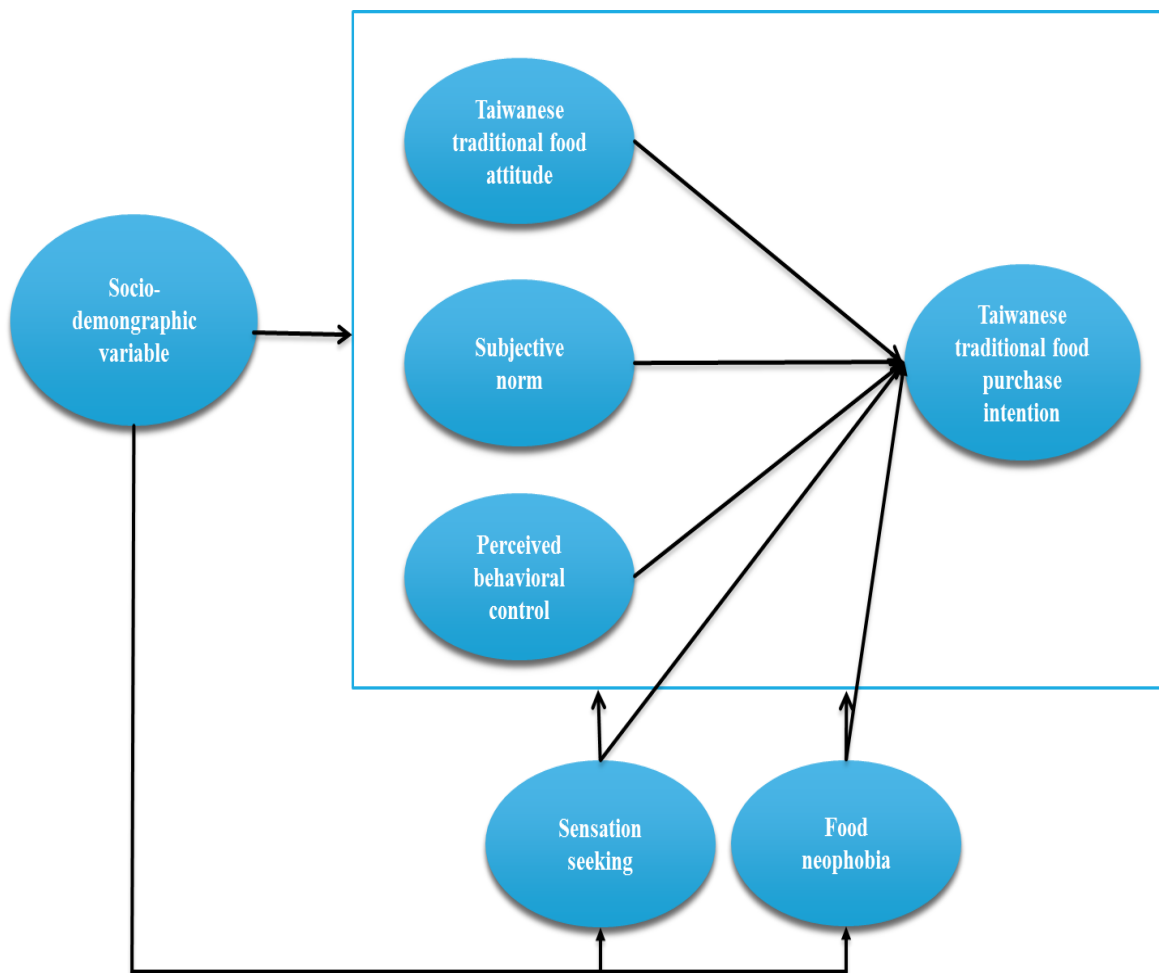 Taiwanese
traditional food
attitude
Socio-
demongraphic
variable
Subjective
norm
Taiwanese
traditional food
purchase
intention
Perceived
behavioral
control
Sensation
seeking
Food
neophobia